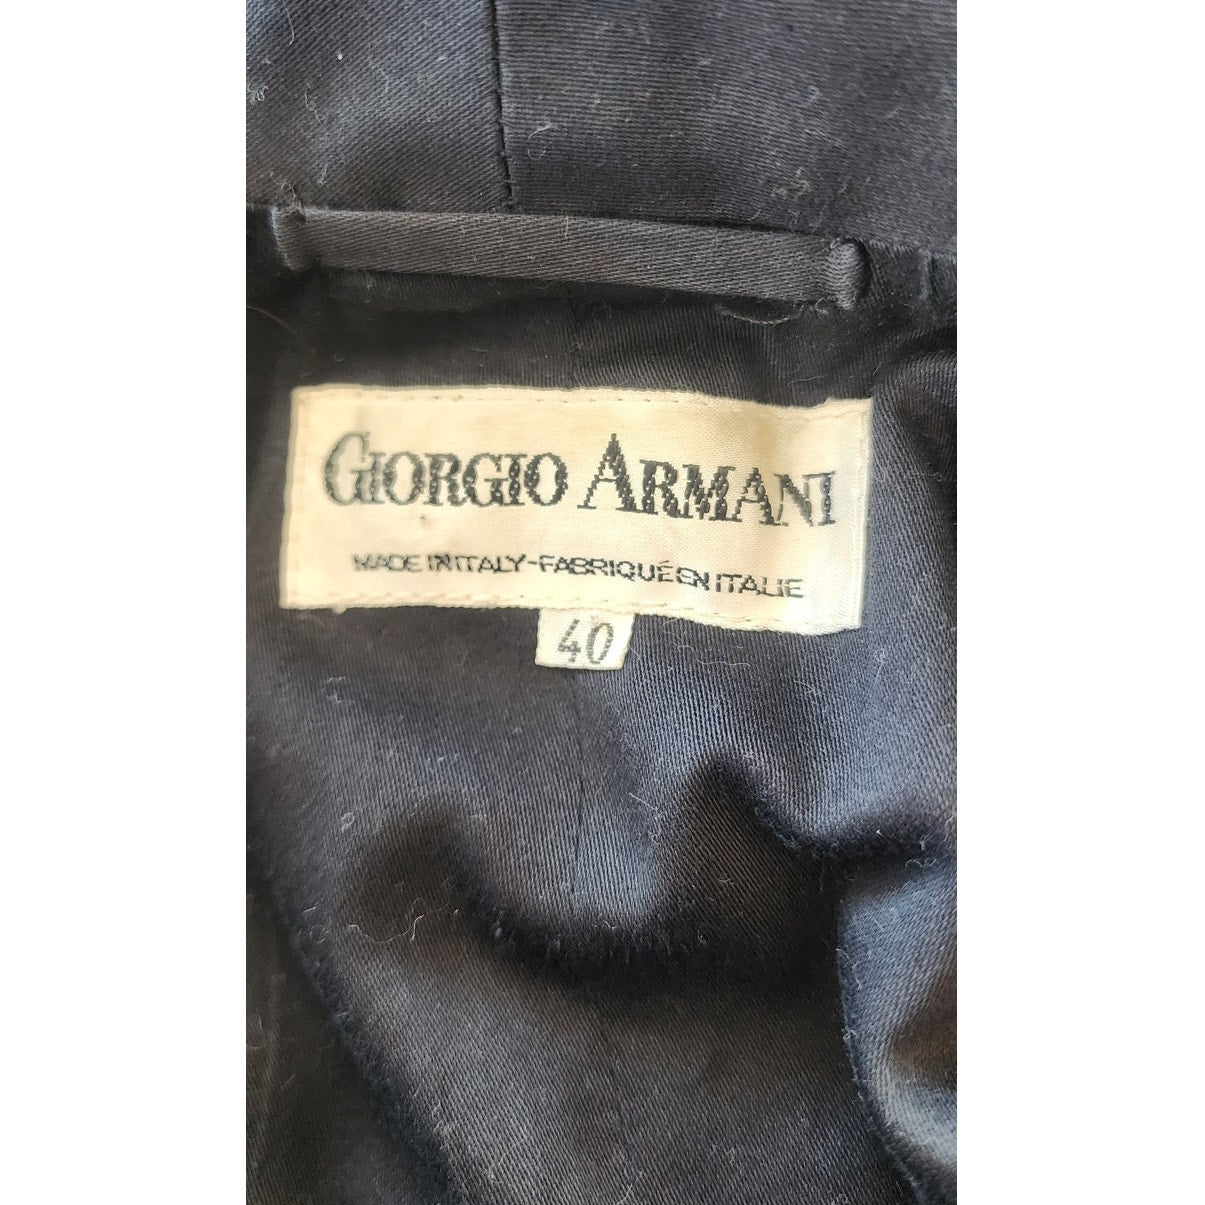 GIORGIO ARMANI
MADE IN ITALY-FABRIQUÉ EN ITALIE
40